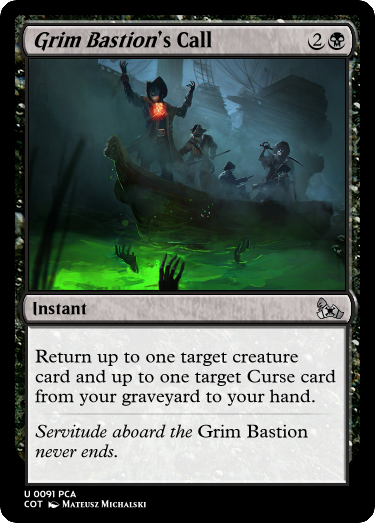 Grim Bastion's Call 2
Instant
Return up to one target creature
card and up to one target Curse card
from your graveyard to your hand.
Servitude aboard the Grim Bastion
never ends.
U 0091 PCA
COT Mateusz Michalski